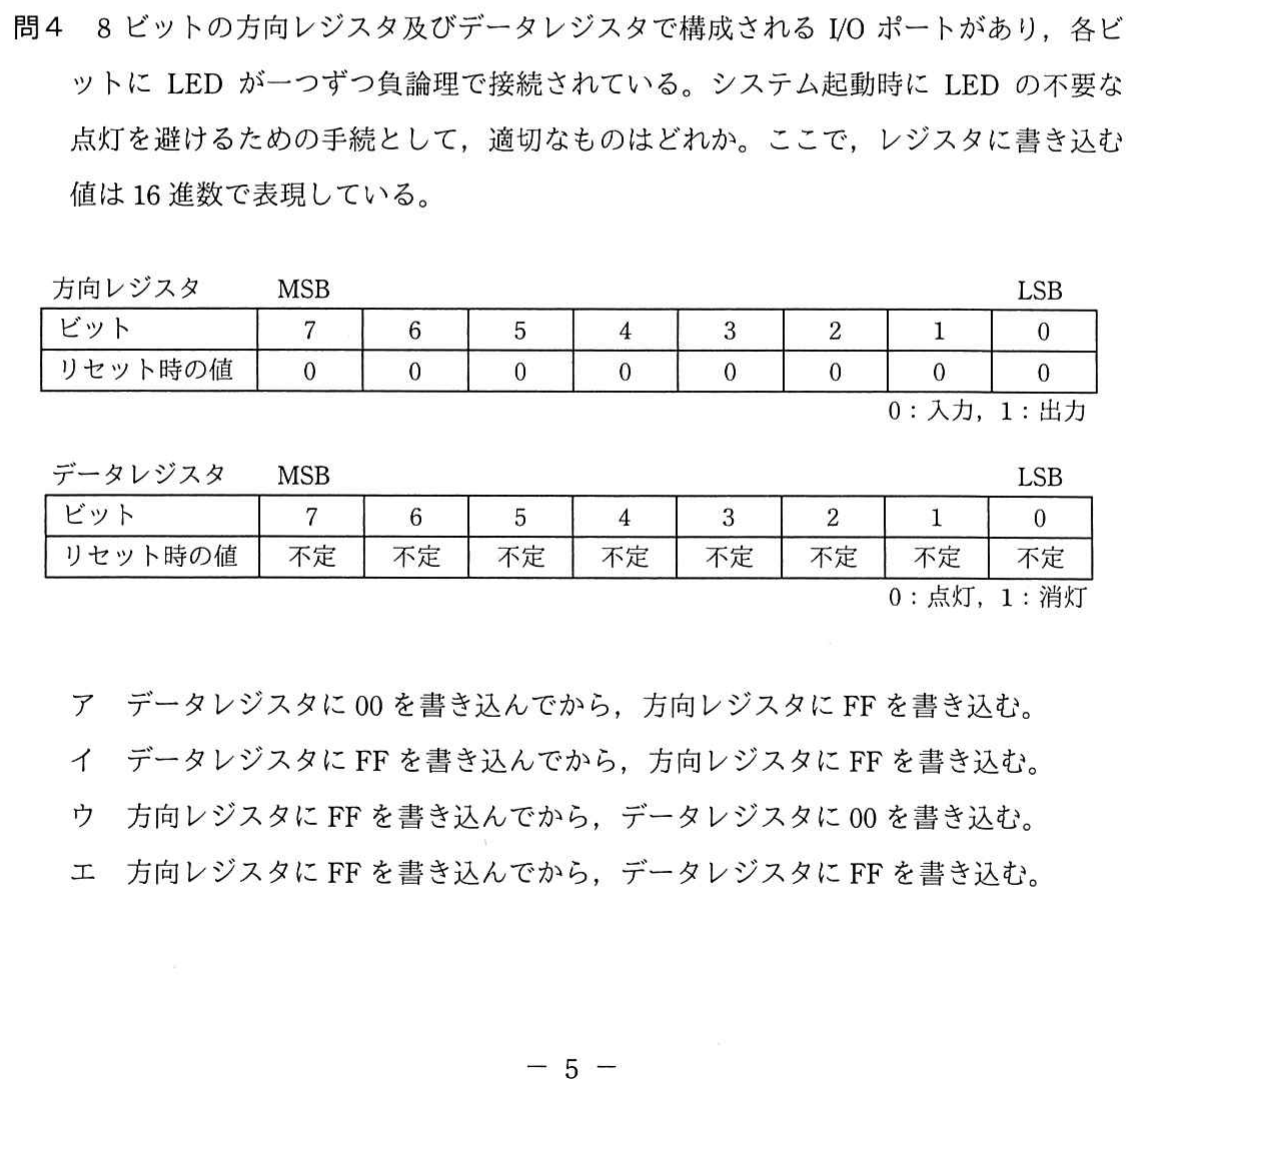 問4 8 ビットの方向レジスタ及びデータレジスタで構成される I/O ポートがあり，各ビ
ットに LED が一つずつ負論理で接続されている。システム起動時に LED の不要な
点灯を避けるための手続として，適切なものはどれか。ここで，レジスタに書き込む
値は 16 進数で表現している。
方向レジスタ MSB LSB
ビット 7 6 5 4 3 2 1 0
リセット時の値 0 0 0 0 0 0 0 0
0：入力，1：出力
データレジスタ MSB LSB
ビット 7 6 5 4 3 2 1 0
リセット時の値 不定 不定 不定 不定 不定 不定 不定 不定
0：点灯，1：消灯
ア データレジスタに 00 を書き込んでから，方向レジスタに FF を書き込む。
イ データレジスタに FF を書き込んでから，方向レジスタに FF を書き込む。
ウ 方向レジスタに FF を書き込んでから，データレジスタに 00 を書き込む。
エ 方向レジスタに FF を書き込んでから，データレジスタに FF を書き込む。
－ 5 －